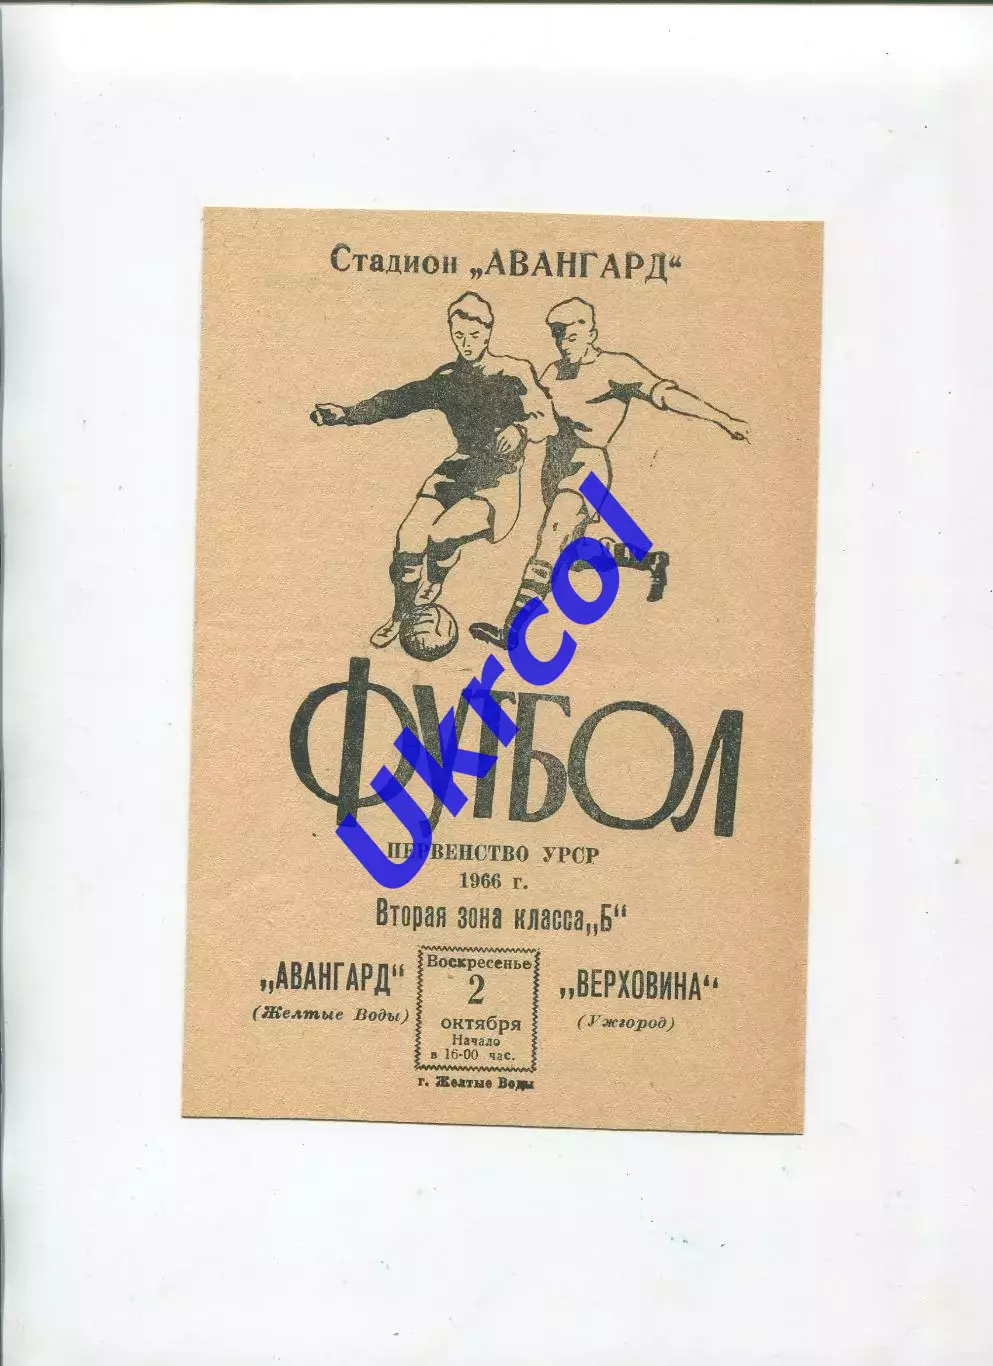 Стадион „АВАНГАРД“
ФУТБОЛ
ПЕРВЕНСТВО УРСР
1966 г.
Вторая зона класса„Б“
„АВАНГАРД“
(Желтые Воды)
Воскресенье
2
октября
Начало
в 16-00 час.
„ВЕРХОВИНА“
(Ужгород)
г. Желтые Воды
Ukrcol